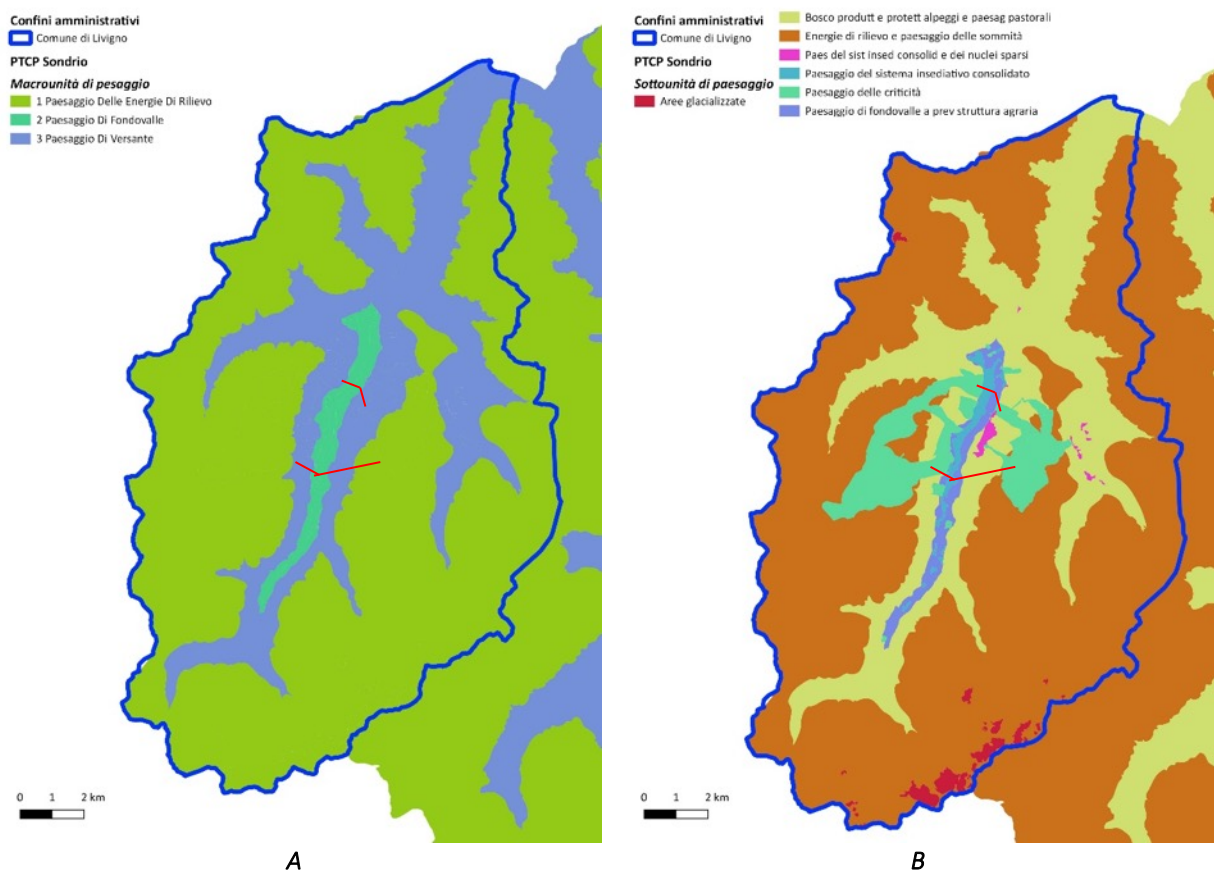 Confini amministrativi
Comune di Livigno
PTCP Sondrio
Macrounità di pesaggio
1 Paesaggio Delle Energie Di Rilievo
2 Paesaggio Di Fondovalle
3 Paesaggio Di Versante
0 1 2 km
A
Confini amministrativi
Comune di Livigno
PTCP Sondrio
Sottounità di paesaggio
Aree glacializzate
Bosco produtt e protett alpeggi e paesag pastorali
Energie di rilievo e paesaggio delle sommità
Paes del sist insed consolid e dei nuclei sparsi
Paesaggio del sistema insediativo consolidato
Paesaggio delle criticità
Paesaggio di fondovalle a prev struttura agraria
0 1 2 km
B